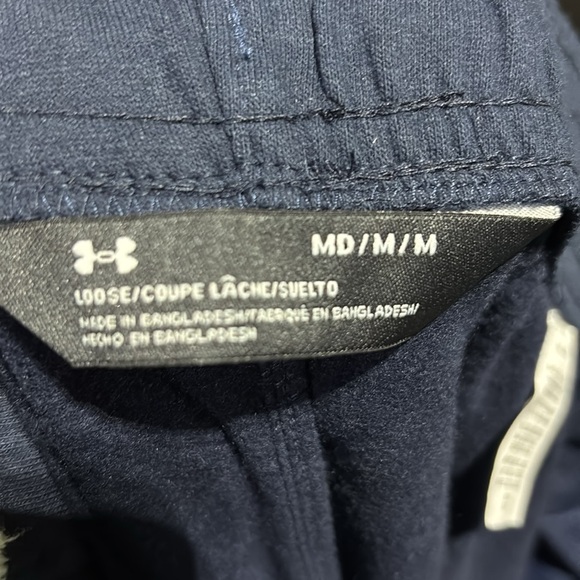 MD/M/M
LOOSE/COUPE LÂCHE/SUELTO
MADE IN BANGLADESH/FABRIQUÉ EN BANGLADESH/
HECHO EN BANGLADESH